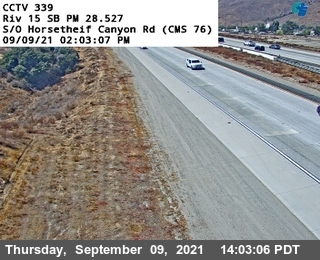 CCTV 339
Riv 15 SB PM 28.527
S/O Horsetheif Canyon Rd (CMS 76)
09/09/21 02:03:07 PM
Thursday, September 09, 2021 14:03:06 PDT